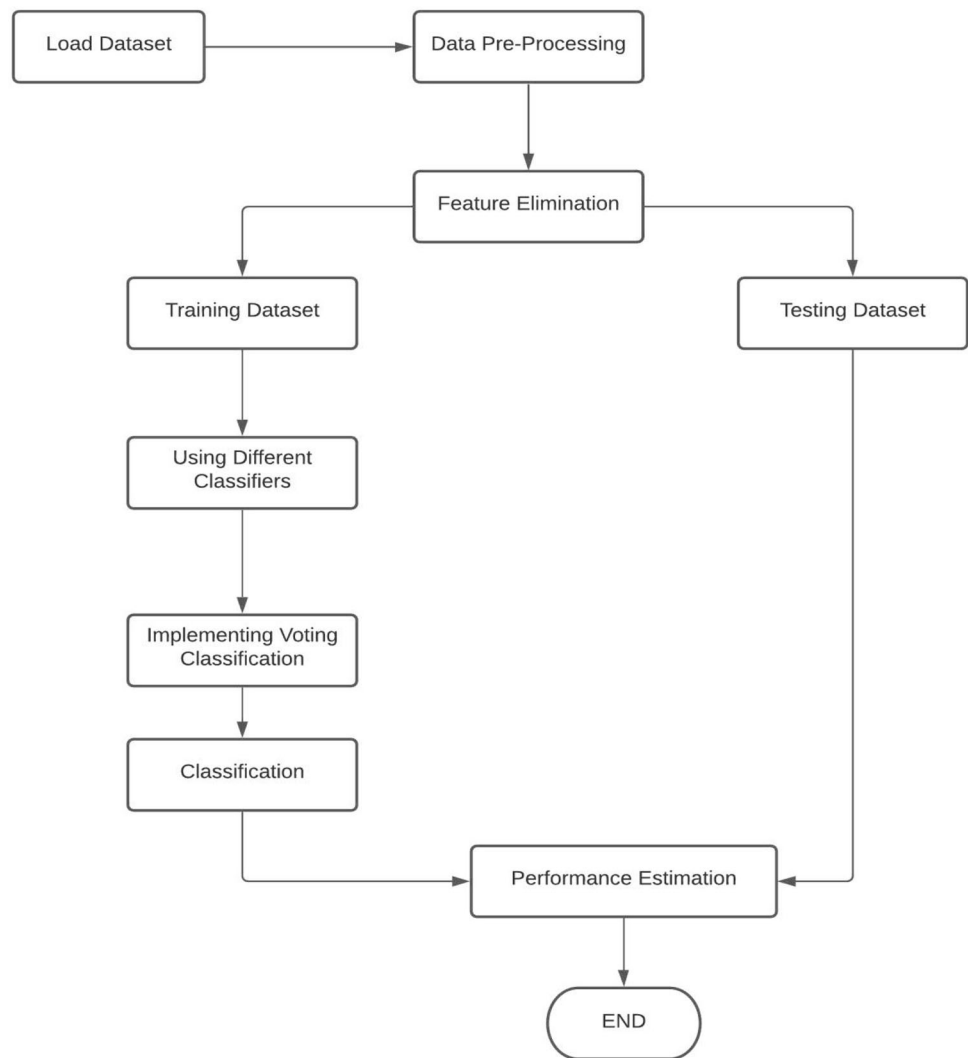 Load Dataset
Data Pre-Processing
Feature Elimination
Training Dataset
Testing Dataset
Using Different
Classifiers
Implementing Voting
Classification
Classification
Performance Estimation
END